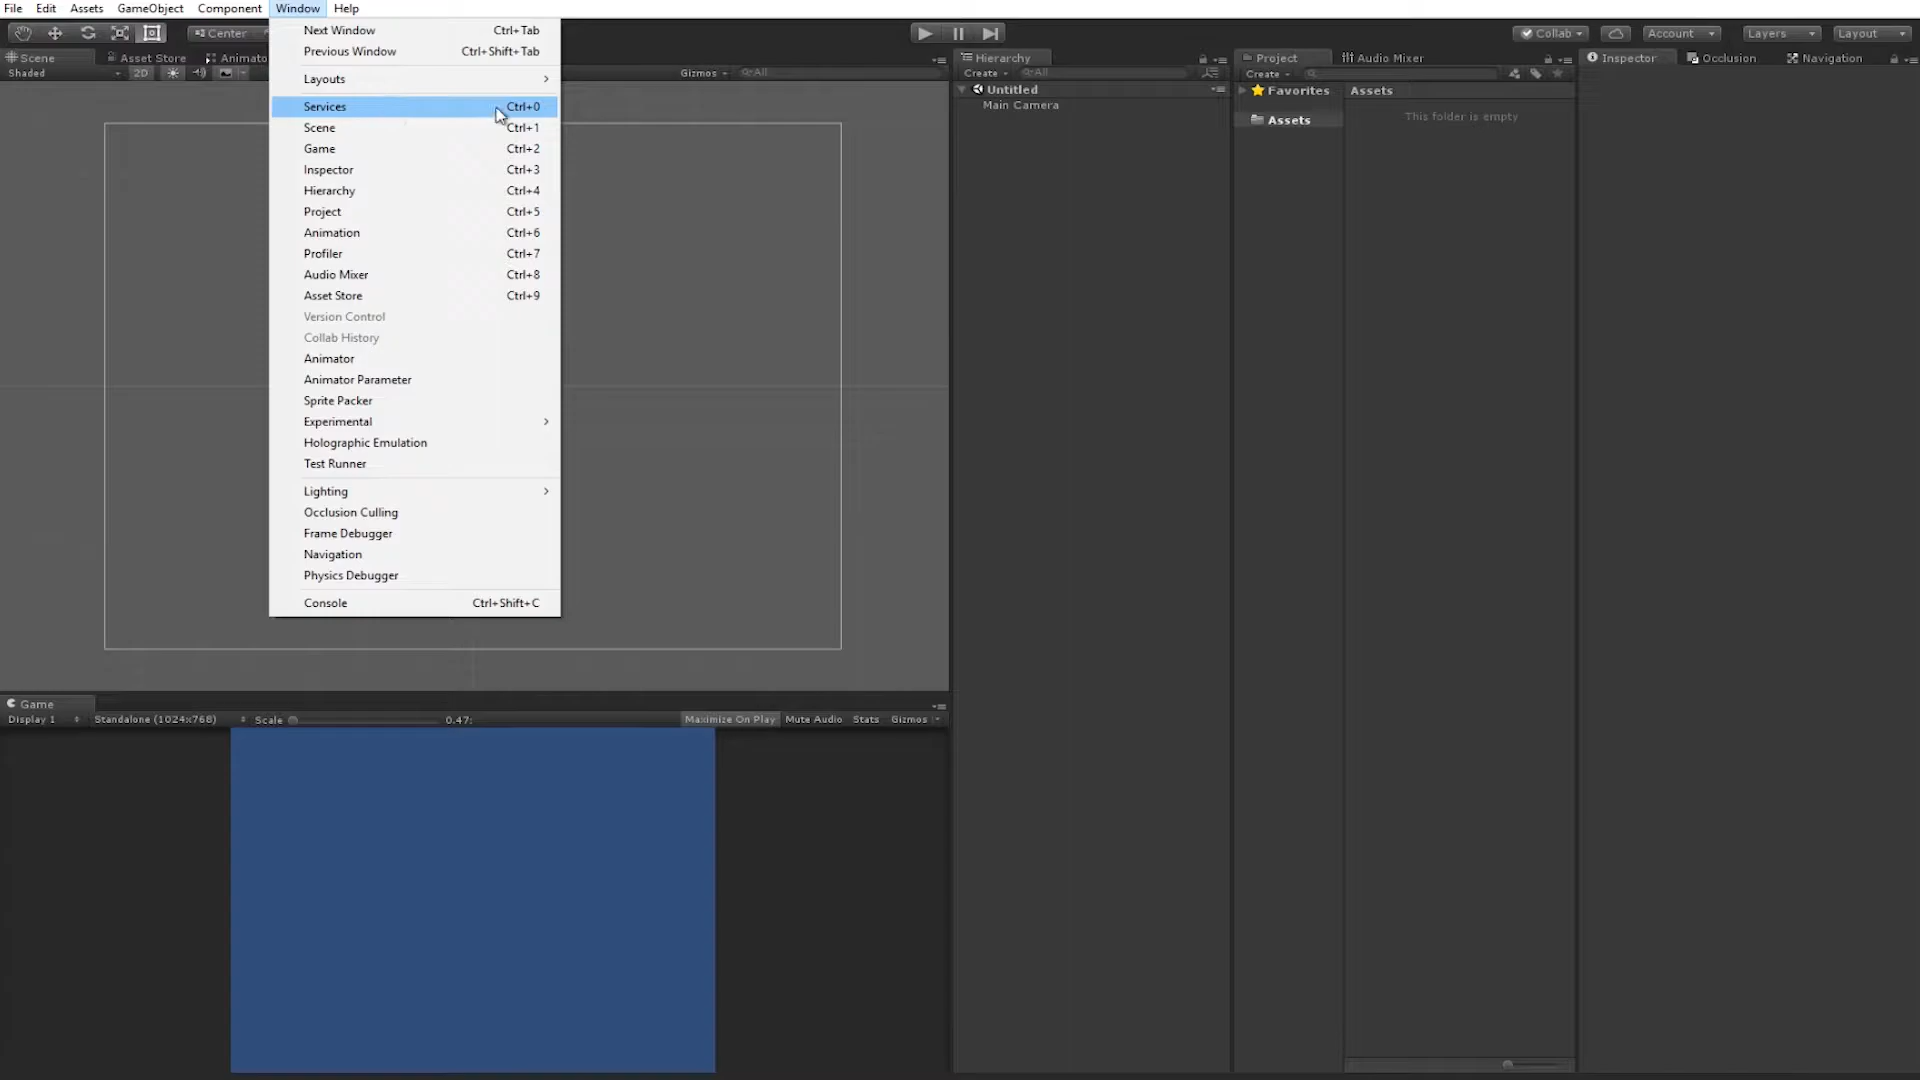 File Edit Assets GameObject Component Window Help
Center
Collab Account Layers Layout
Scene Asset Store Animato
Shaded 2D Gizmos All
Next Window Ctrl+Tab
Previous Window Ctrl+Shift+Tab
Layouts
Services Ctrl+0
Scene Ctrl+1
Game Ctrl+2
Inspector Ctrl+3
Hierarchy Ctrl+4
Project Ctrl+5
Animation Ctrl+6
Profiler Ctrl+7
Audio Mixer Ctrl+8
Asset Store Ctrl+9
Version Control
Collab History
Animator
Animator Parameter
Sprite Packer
Experimental
Holographic Emulation
Test Runner
Lighting
Occlusion Culling
Frame Debugger
Navigation
Physics Debugger
Console Ctrl+Shift+C
Hierarchy
Create All
Untitled
Main Camera
Project Audio Mixer
Create
Favorites
Assets
Assets
This folder is empty
Inspector Occlusion Navigation
Game
Display 1 Standalone (1024x768) Scale 0.47: Maximize On Play Mute Audio Stats Gizmos